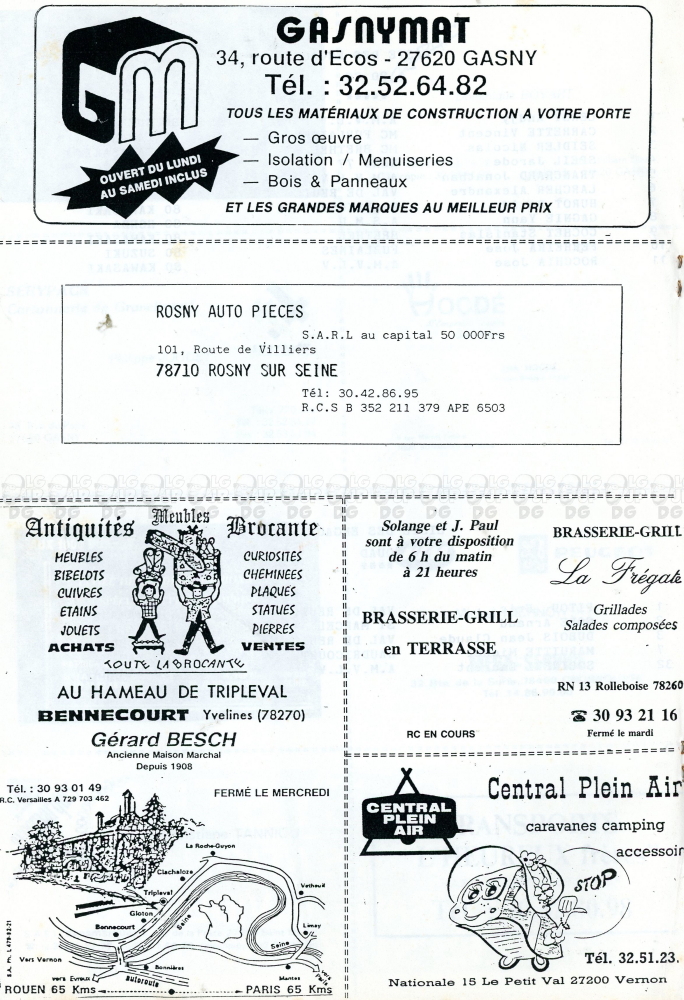 GASNYMAT
34, route d'Ecos - 27620 GASNY
Tél. : 32.52.64.82
TOUS LES MATÉRIAUX DE CONSTRUCTION A VOTRE PORTE
— Gros œuvre
— Isolation / Menuiseries
— Bois & Panneaux
ET LES GRANDES MARQUES AU MEILLEUR PRIX
GM
OUVERT DU LUNDI
AU SAMEDI INCLUS
ROSNY AUTO PIECES
S.A.R.L au capital 50 000Frs
101, Route de Villiers
78710 ROSNY SUR SEINE
Tél: 30.42.86.95
R.C.S B 352 211 379 APE 6503
Antiquités Meubles Brocante
MEUBLES
BIBELOTS
CUIVRES
ETAINS
JOUETS
ACHATS
CURIOSITES
CHEMINEES
PLAQUES
STATUES
PIERRES
VENTES
TOUTE LA BROCANTE
AU HAMEAU DE TRIPLEVAL
BENNECOURT Yvelines (78270)
Gérard BESCH
Ancienne Maison Marchal
Depuis 1908
Tél. : 30 93 01 49
R.C. Versailles A 729 703 462
FERMÉ LE MERCREDI
La Roche-Guyon
Clachaloze
Tripleval
Gloton
Bennecourt
Vetheuil
Limay
Seine
Seine
Vers Vernon
vers Evreux
Bonnières
Autoroute
Mantes
vers Paris
ROUEN 65 Kms
PARIS 65 Kms
Solange et J. Paul
sont à votre disposition
de 6 h du matin
à 21 heures
BRASSERIE-GRILL
en TERRASSE
RC EN COURS
BRASSERIE-GRILL
La Frégate
Grillades
Salades composées
RN 13 Rolleboise 78260
☎ 30 93 21 16
Fermé le mardi
CENTRAL
PLEIN
AIR
Central Plein Air
caravanes camping
accessoir
STOP
Tél. 32.51.23.
Nationale 15 Le Petit Val 27200 Vernon